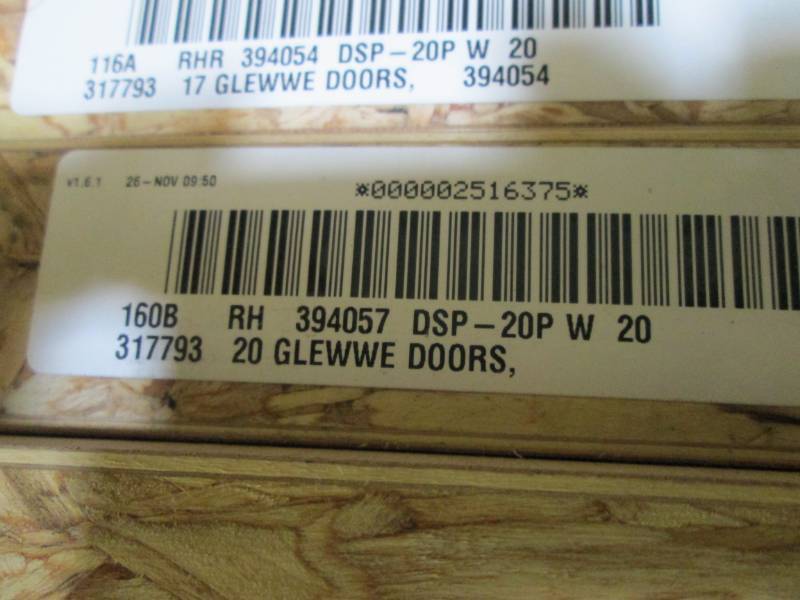 116A RHR 394054 DSP-20P W 20
317793 17 GLEWWE DOORS, 394054
v1.6.1 26-NOV 09:50
*000002516375*
160B RH 394057 DSP-20P W 20
317793 20 GLEWWE DOORS,